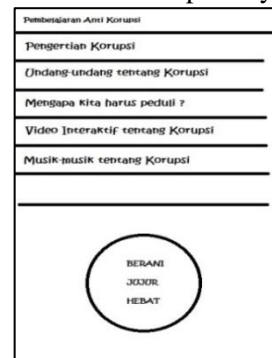 Pembelajaran Anti Korupsi
Pengertian Korupsi
Undang-undang tentang Korupsi
Mengapa kita harus peduli ?
Video Interaktif tentang Korupsi
Musik-musik tentang Korupsi
BERANI
JUJUR
HEBAT